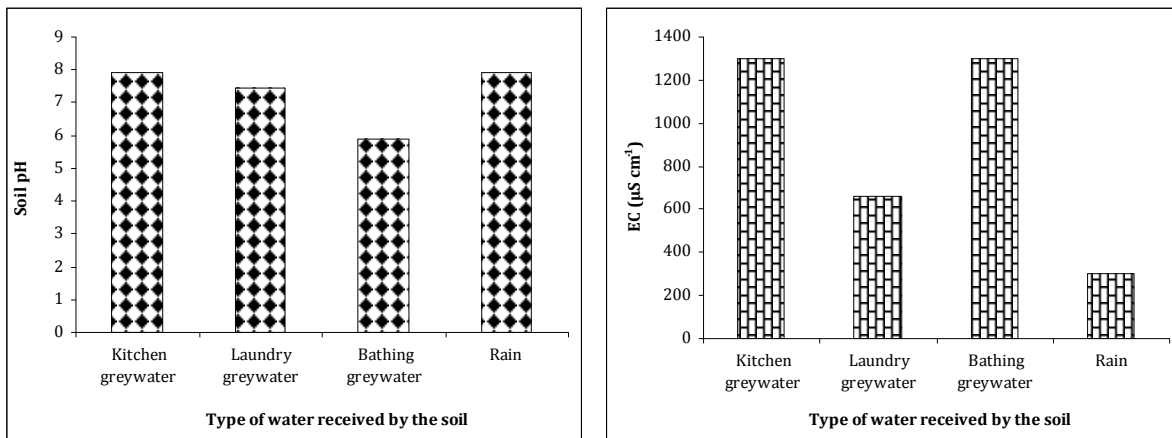 9
8
7
6
5
4
3
2
1
0
Soil pH
Kitchen
greywater
Laundry
greywater
Bathing
greywater
Rain
Type of water received by the soil
1400
1200
1000
800
600
400
200
0
EC (µS cm⁻¹)
Kitchen
greywater
Laundry
greywater
Bathing
greywater
Rain
Type of water received by the soil